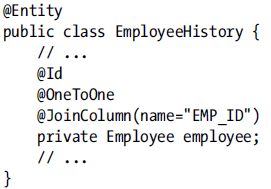 @Entity
public class EmployeeHistory {
    // ...
    @Id
    @OneToOne
    @JoinColumn(name="EMP_ID")
    private Employee employee;
    // ...
}